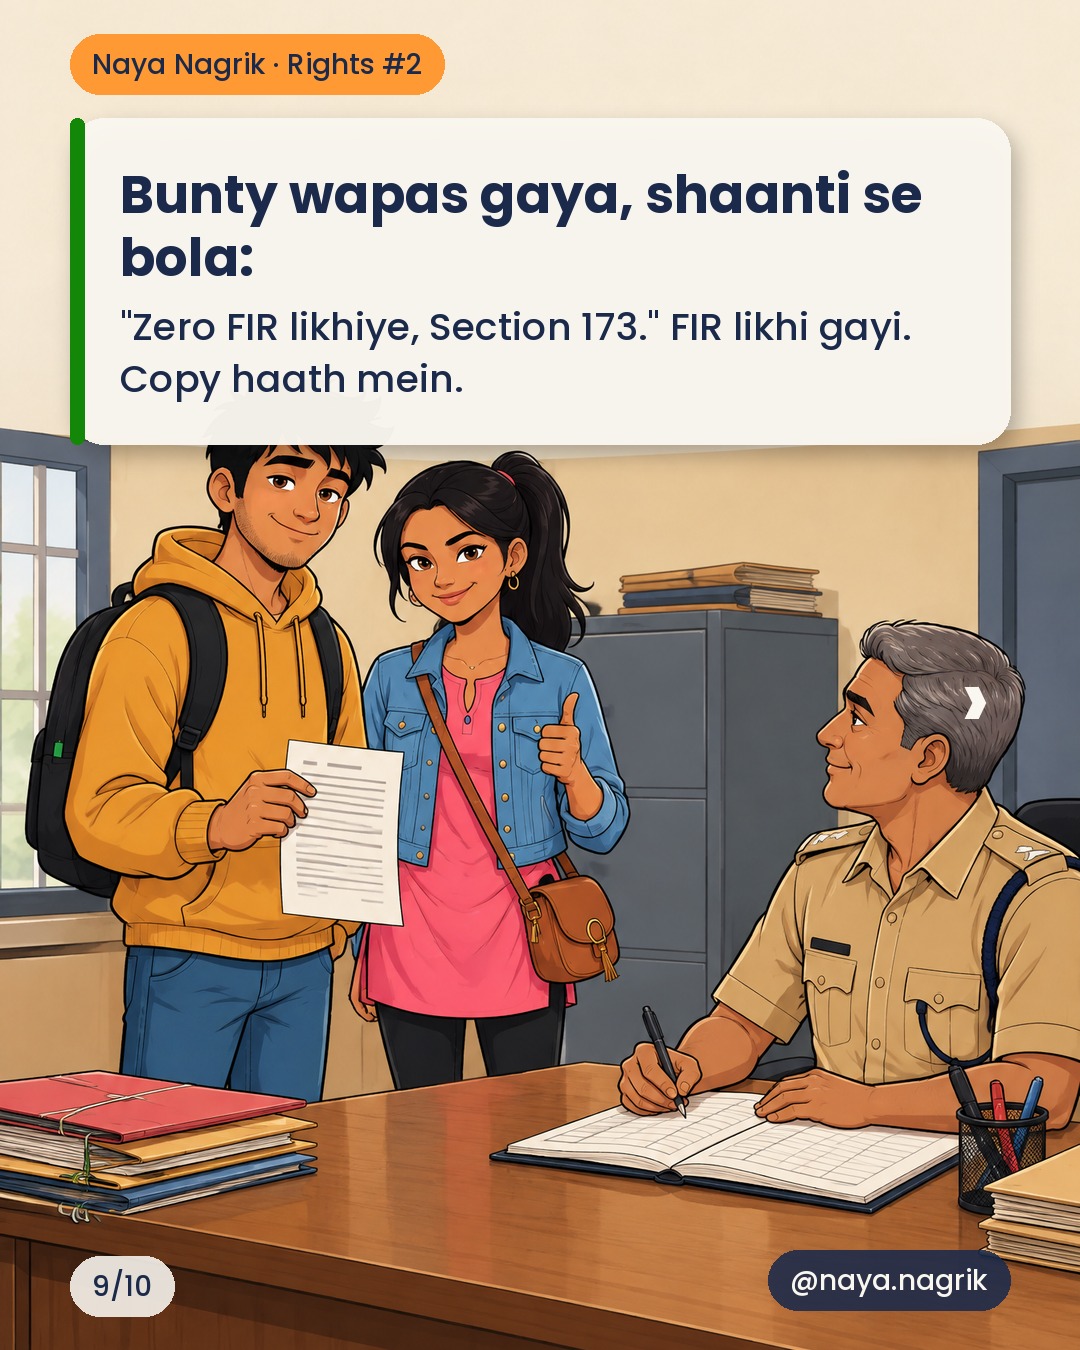 Naya Nagrik · Rights #2
Bunty wapas gaya, shaanti se
bola:
"Zero FIR likhiye, Section 173." FIR likhi gayi.
Copy haath mein.
9/10
@naya.nagrik